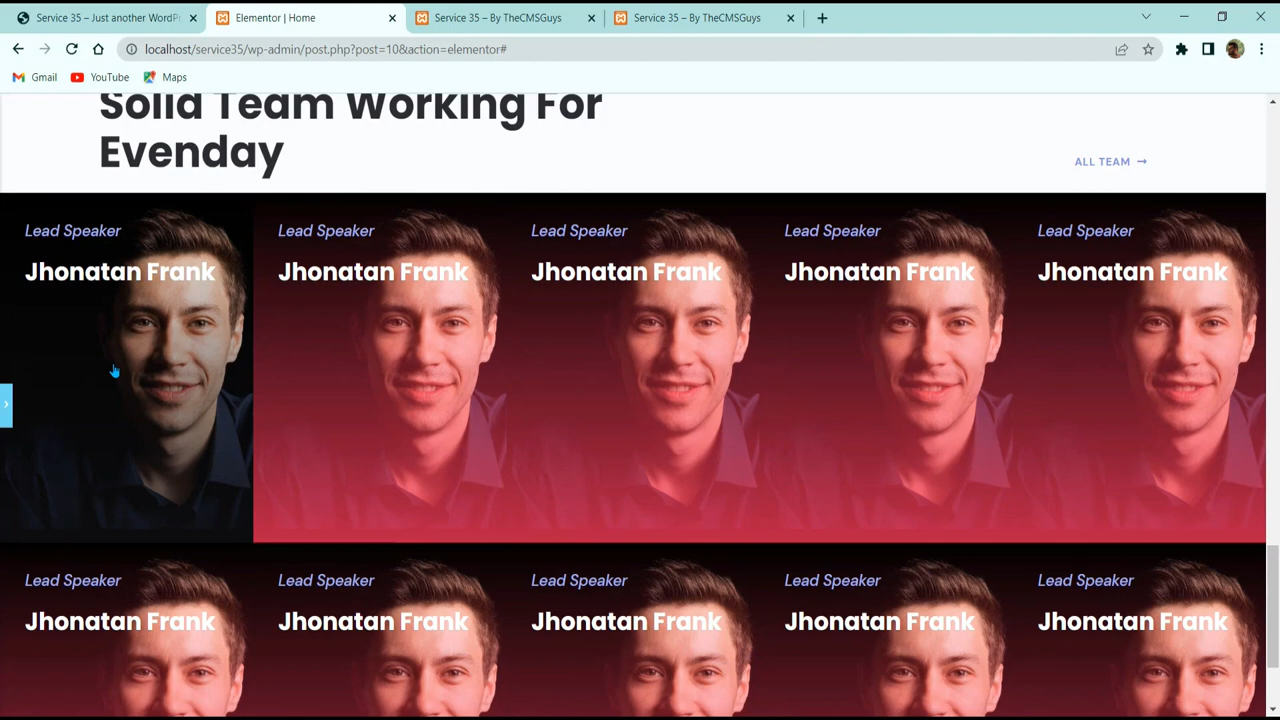 Service 35 – Just another WordPr
Elementor | Home
Service 35 – By TheCMSGuys
Service 35 – By TheCMSGuys
localhost/service35/wp-admin/post.php?post=10&action=elementor#
Gmail
YouTube
Maps
Solid Team Working For
Evenday
ALL TEAM
Lead Speaker
Jhonatan Frank
Lead Speaker
Jhonatan Frank
Lead Speaker
Jhonatan Frank
Lead Speaker
Jhonatan Frank
Lead Speaker
Jhonatan Frank
Lead Speaker
Jhonatan Frank
Lead Speaker
Jhonatan Frank
Lead Speaker
Jhonatan Frank
Lead Speaker
Jhonatan Frank
Lead Speaker
Jhonatan Frank